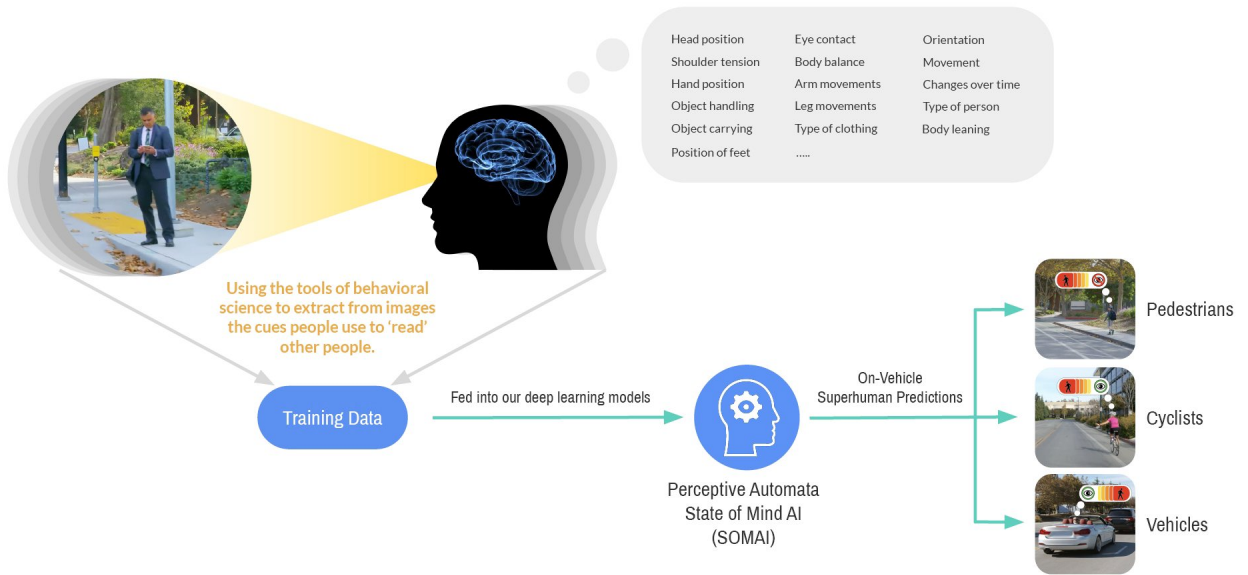 Head position
Eye contact
Orientation
Shoulder tension
Body balance
Movement
Hand position
Arm movements
Changes over time
Object handling
Leg movements
Type of person
Object carrying
Type of clothing
Body leaning
Position of feet
.....
Using the tools of behavioral
science to extract from images
the cues people use to ‘read’
other people.
Training Data
Fed into our deep learning models
Perceptive Automata
State of Mind AI
(SOMAI)
On-Vehicle
Superhuman Predictions
Pedestrians
Cyclists
Vehicles